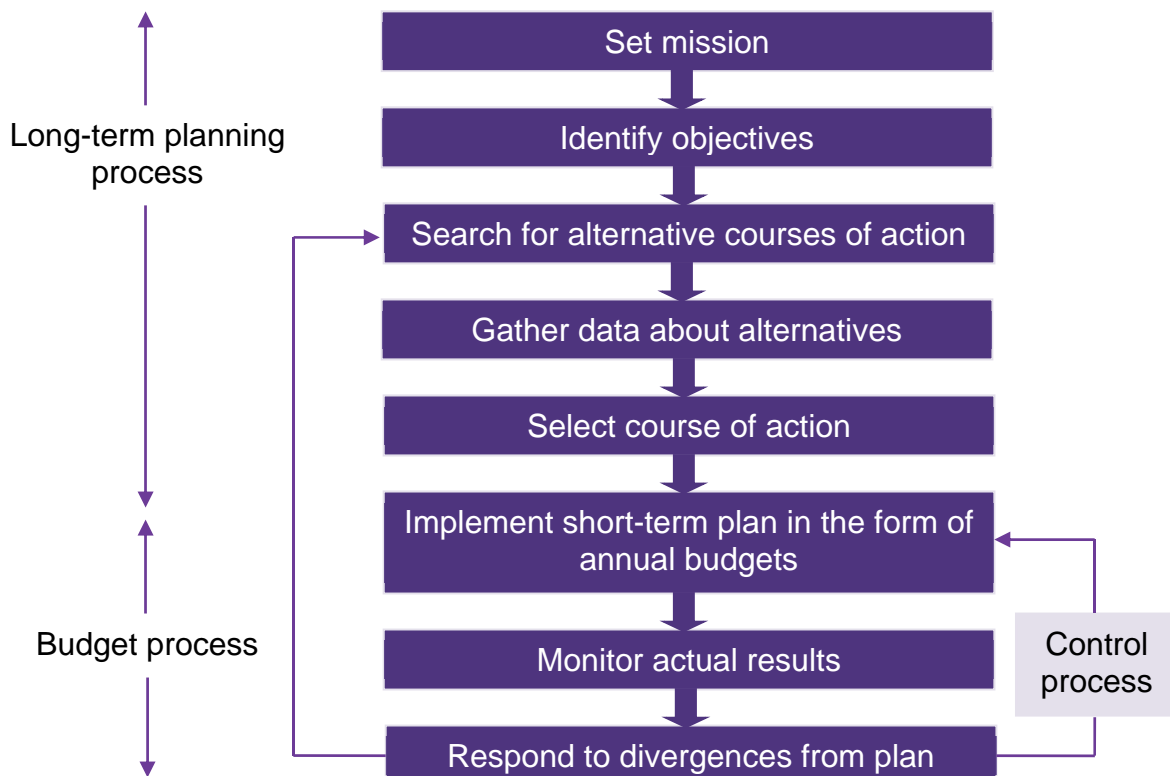 Set mission
Identify objectives
Long-term planning
process
Search for alternative courses of action
Gather data about alternatives
Select course of action
Implement short-term plan in the form of
annual budgets
Budget process
Monitor actual results
Control
process
Respond to divergences from plan